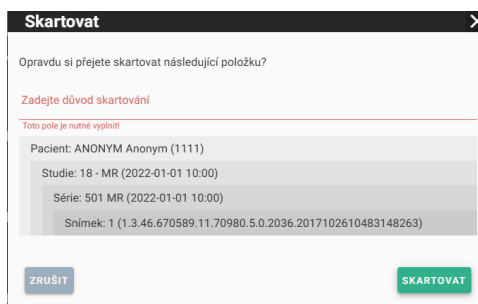 Skartovat
Opravdu si přejete skartovat následující položku?
Zadejte důvod skartování
Toto pole je nutné vyplnit!
Pacient: ANONYM Anonym (1111)
Studie: 18 - MR (2022-01-01 10:00)
Série: 501 MR (2022-01-01 10:00)
Snímek: 1 (1.3.46.670589.11.70980.5.0.2036.2017102610483148263)
ZRUŠIT
SKARTOVAT